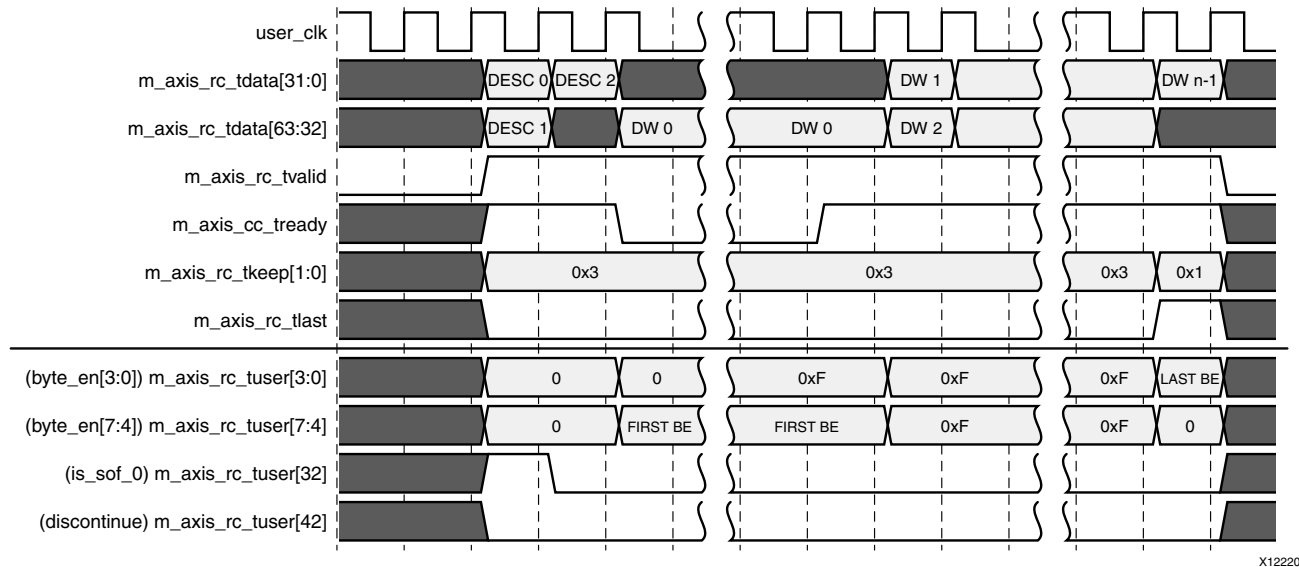 user_clk
m_axis_rc_tdata[31:0] DESC 0 DESC 2 DW 1 DW n-1
m_axis_rc_tdata[63:32] DESC 1 DW 0 DW 0 DW 2
m_axis_rc_tvalid
m_axis_cc_tready
m_axis_rc_tkeep[1:0] 0x3 0x3 0x3 0x1
m_axis_rc_tlast
(byte_en[3:0]) m_axis_rc_tuser[3:0] 0 0 0xF 0xF 0xF LAST BE
(byte_en[7:4]) m_axis_rc_tuser[7:4] 0 FIRST BE FIRST BE 0xF 0xF 0
(is_sof_0) m_axis_rc_tuser[32]
(discontinue) m_axis_rc_tuser[42]
X12220